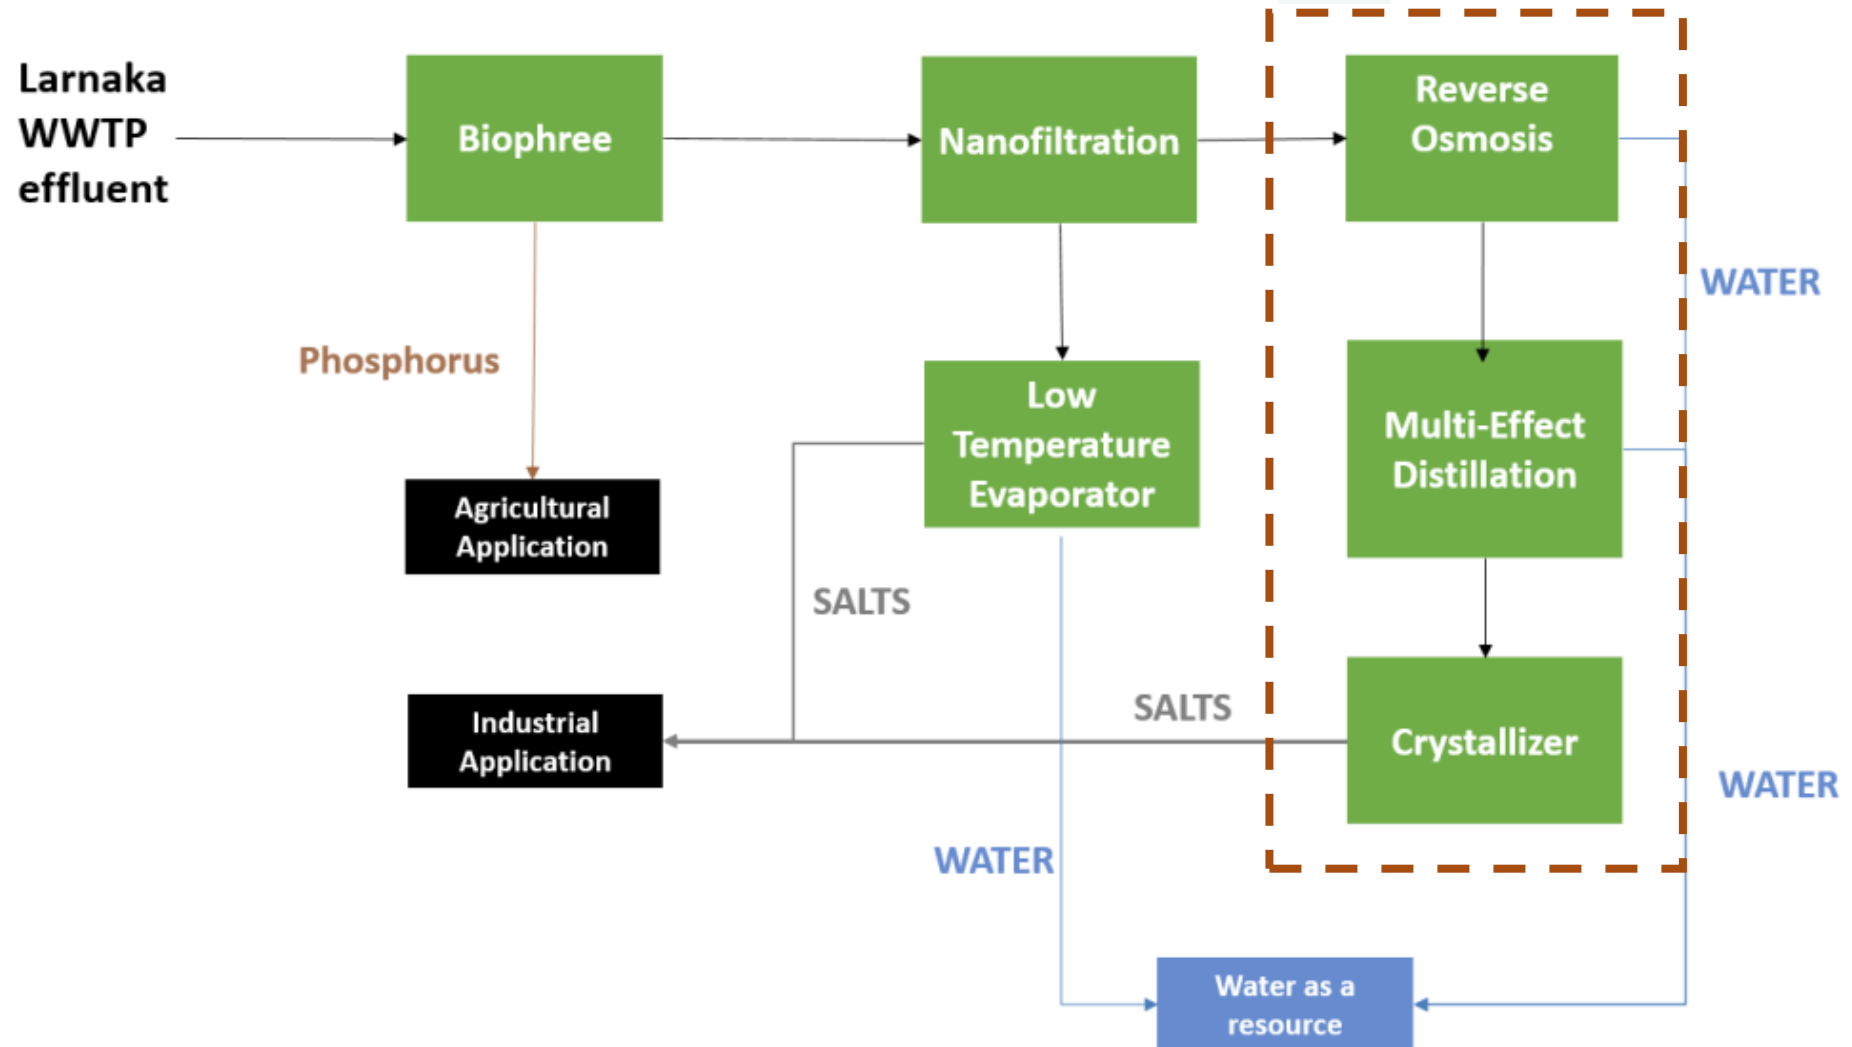 Larnaka
WWTP
effluent
Biophree
Nanofiltration
Reverse
Osmosis
WATER
Phosphorus
Low
Temperature
Evaporator
Multi-Effect
Distillation
Agricultural
Application
SALTS
Industrial
Application
SALTS
Crystallizer
WATER
WATER
Water as a
resource